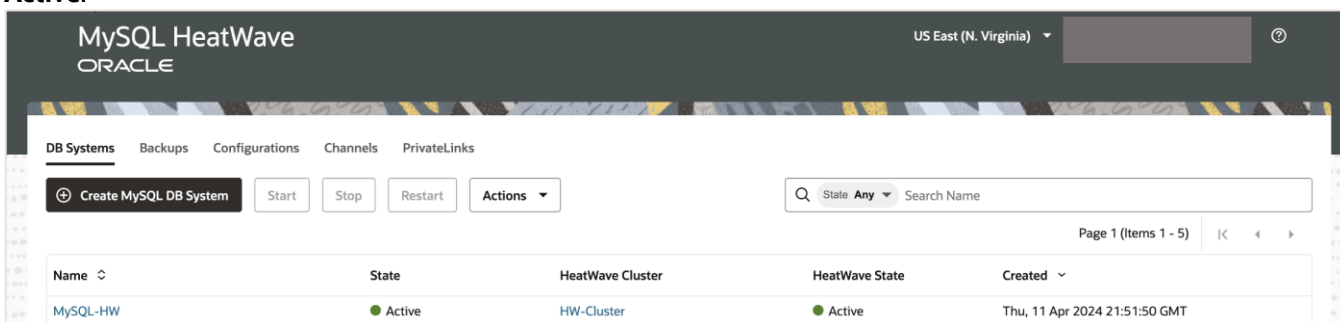 MySQL HeatWave
ORACLE
US East (N. Virginia)
DB Systems Backups Configurations Channels PrivateLinks
Create MySQL DB System Start Stop Restart Actions State Any Search Name
Page 1 (Items 1 - 5)
Name State HeatWave Cluster HeatWave State Created
MySQL-HW Active HW-Cluster Active Thu, 11 Apr 2024 21:51:50 GMT